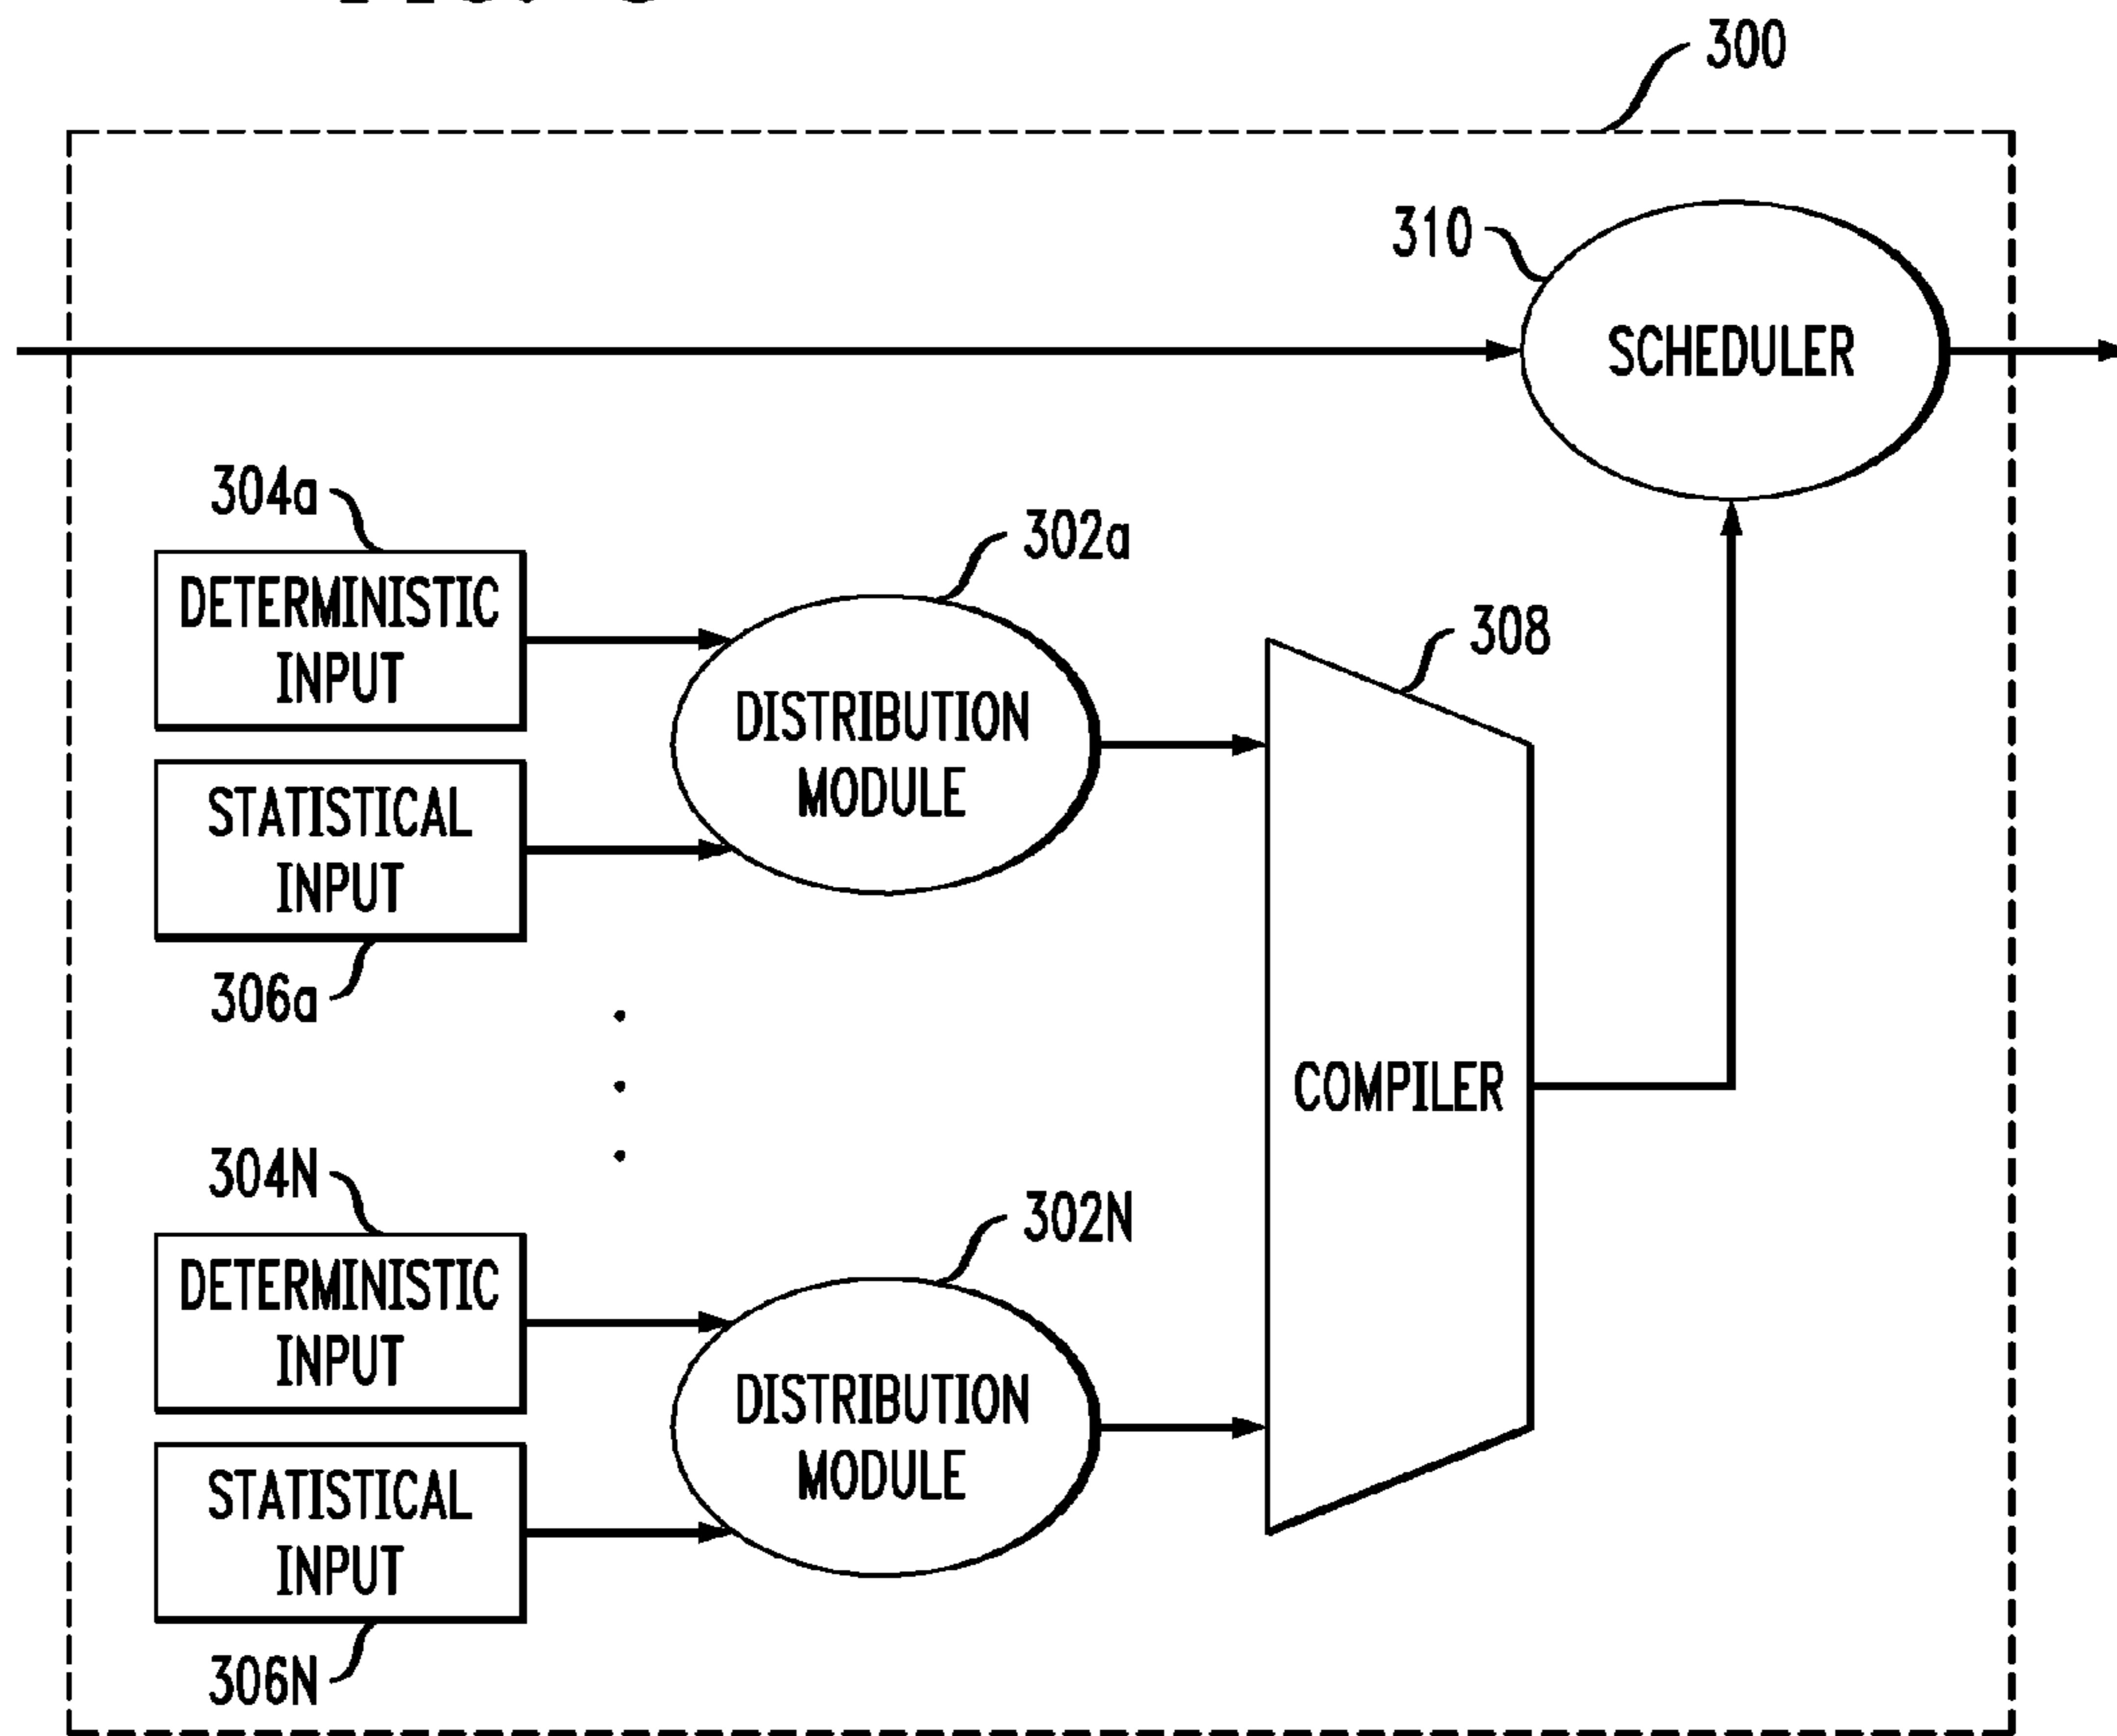 300
310
SCHEDULER
304a
DETERMINISTIC
INPUT
302a
DISTRIBUTION
MODULE
308
STATISTICAL
INPUT
306a
COMPILER
304N
DETERMINISTIC
INPUT
302N
DISTRIBUTION
MODULE
STATISTICAL
INPUT
306N